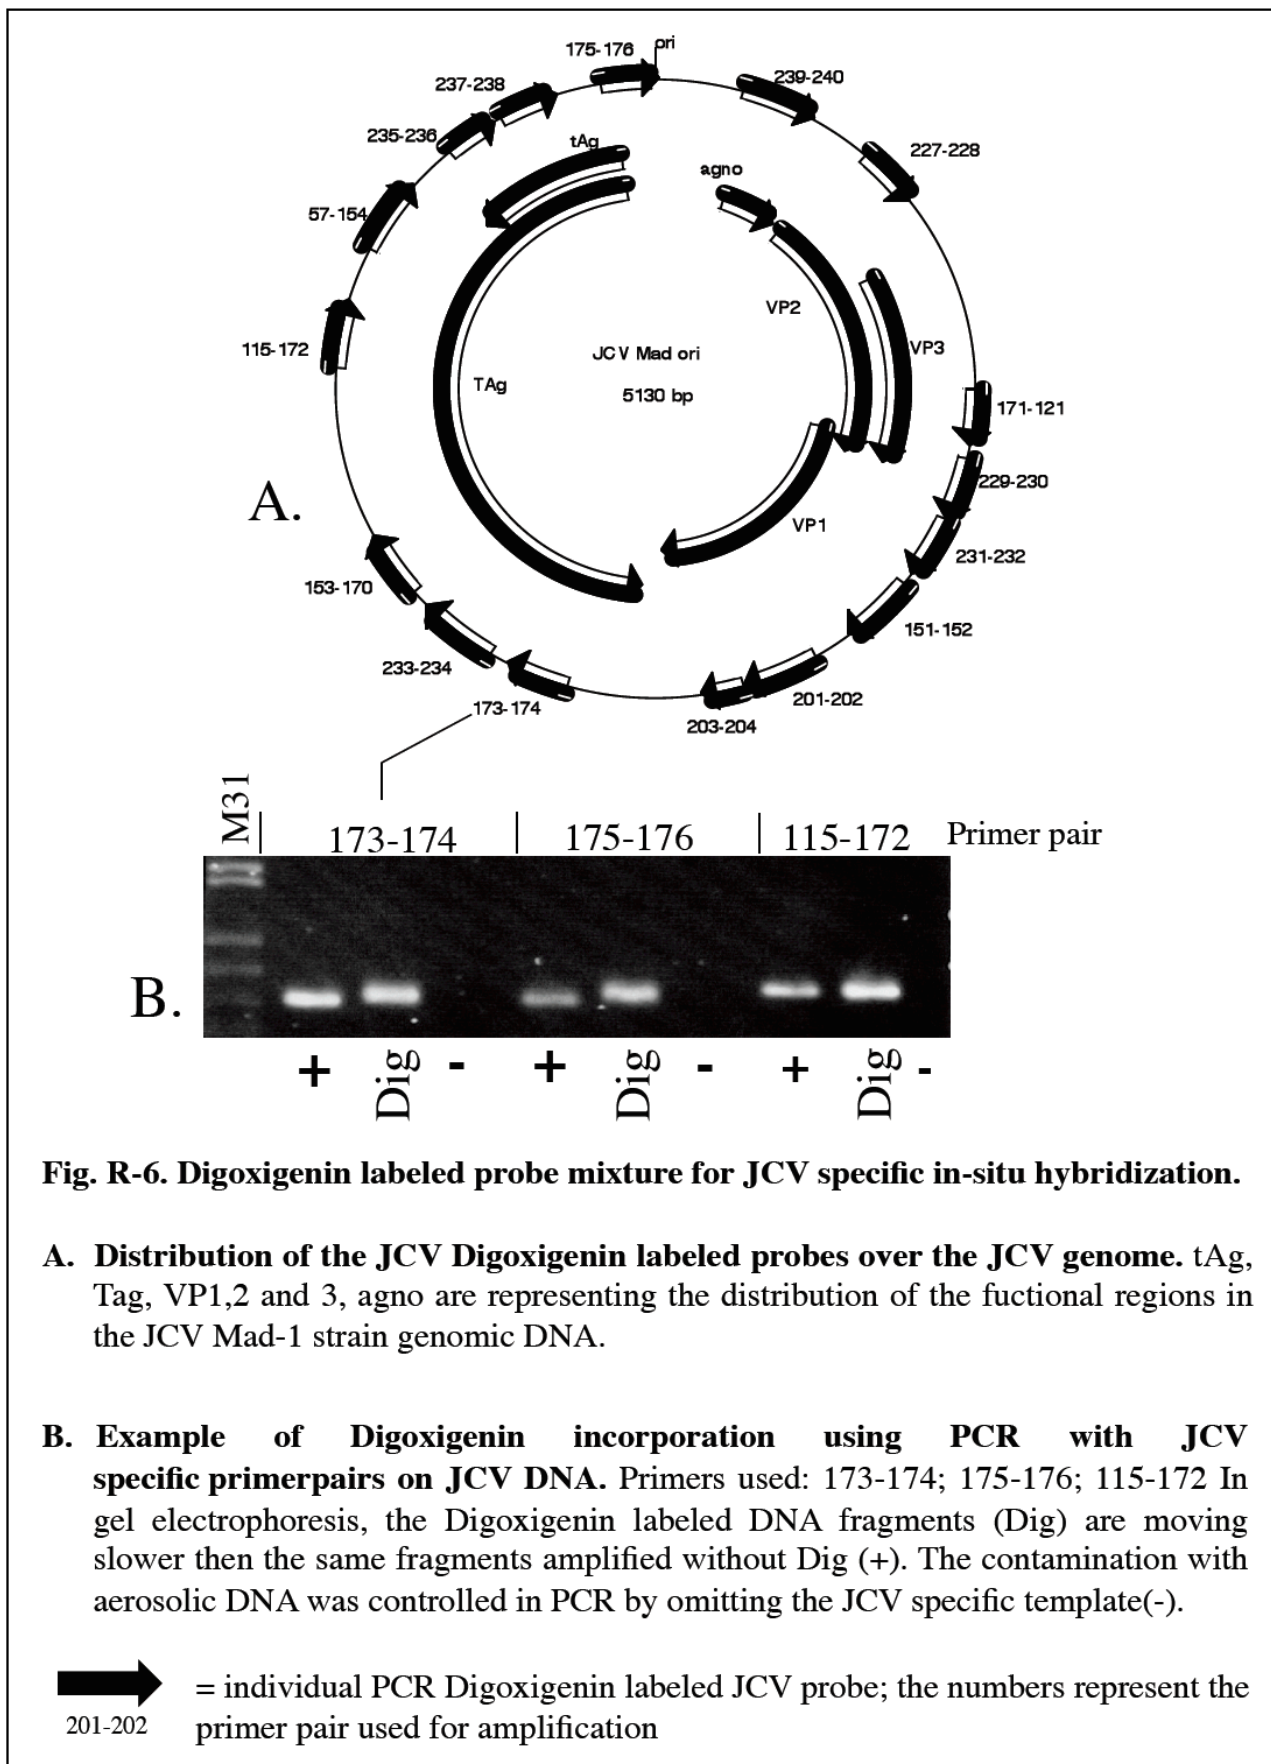 175-176
ori
237-238
239-240
235-236
tAg
227-228
agno
57-154
VP2
115-172
JCV Mad ori
VP3
TAg
5130 bp
171-121
229-230
A.
VP1
231-232
153-170
151-152
233-234
201-202
173-174
203-204
M31
173-174
175-176
115-172
Primer pair
B.
+ Dig - + Dig - + Dig -
Fig. R-6. Digoxigenin labeled probe mixture for JCV specific in-situ hybridization.
A. Distribution of the JCV Digoxigenin labeled probes over the JCV genome. tAg,
Tag, VP1,2 and 3, agno are representing the distribution of the fuctional regions in
the JCV Mad-1 strain genomic DNA.
B. Example of Digoxigenin incorporation using PCR with JCV
specific primerpairs on JCV DNA. Primers used: 173-174; 175-176; 115-172 In
gel electrophoresis, the Digoxigenin labeled DNA fragments (Dig) are moving
slower then the same fragments amplified without Dig (+). The contamination with
aerosolic DNA was controlled in PCR by omitting the JCV specific template(-).
= individual PCR Digoxigenin labeled JCV probe; the numbers represent the
201-202
primer pair used for amplification